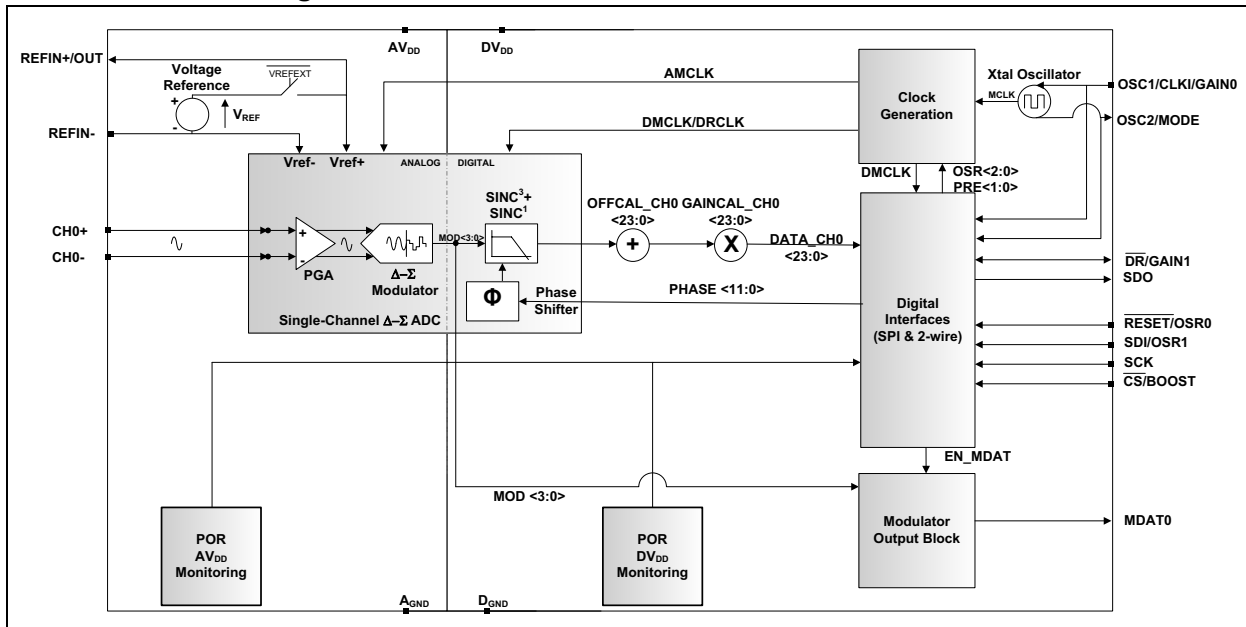 AVDD
DVDD
REFIN+/OUT
Voltage
Reference
VREFEXT
+
-
VREF
REFIN-
AMCLK
DMCLK/DRCLK
Clock
Generation
Xtal Oscillator
MCLK
OSC1/CLKI/GAIN0
OSC2/MODE
DMCLK
OSR<2:0>
PRE<1:0>
Vref-
Vref+
ANALOG
DIGITAL
SINC3+
SINC1
OFFCAL_CH0
<23:0>
GAINCAL_CH0
<23:0>
CH0+
CH0-
+
-
PGA
Δ–Σ
Modulator
MOD<3:0>
+
X
DATA_CH0
<23:0>
Φ
Phase
Shifter
PHASE <11:0>
Single-Channel Δ–Σ ADC
Digital
Interfaces
(SPI & 2-wire)
DR/GAIN1
SDO
RESET/OSR0
SDI/OSR1
SCK
CS/BOOST
EN_MDAT
MOD <3:0>
POR
AVDD
Monitoring
POR
DVDD
Monitoring
Modulator
Output Block
MDAT0
AGND
DGND